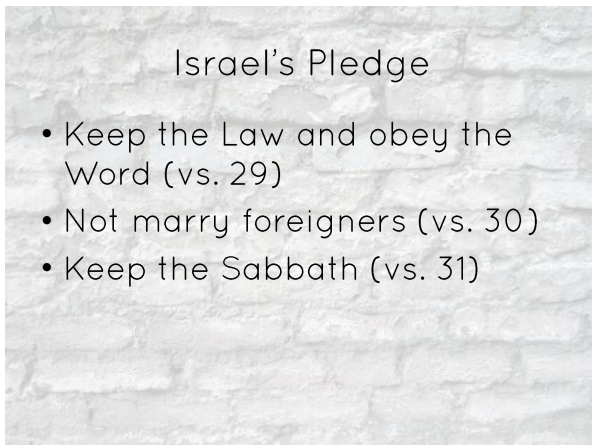 Israel’s Pledge
• Keep the Law and obey the
Word (vs. 29)
• Not marry foreigners (vs. 30)
• Keep the Sabbath (vs. 31)